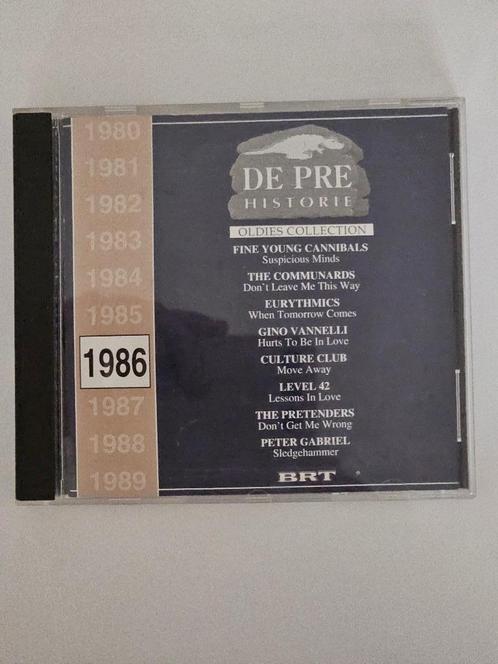 1980
1981
1982
1983
1984
1985
1986
1987
1988
1989
DE PRE
HISTORIE
OLDIES COLLECTION
FINE YOUNG CANNIBALS
Suspicious Minds
THE COMMUNARDS
Don't Leave Me This Way
EURYTHMICS
When Tomorrow Comes
GINO VANNELLI
Hurts To Be In Love
CULTURE CLUB
Move Away
LEVEL 42
Lessons In Love
THE PRETENDERS
Don't Get Me Wrong
PETER GABRIEL
Sledgehammer
BRT